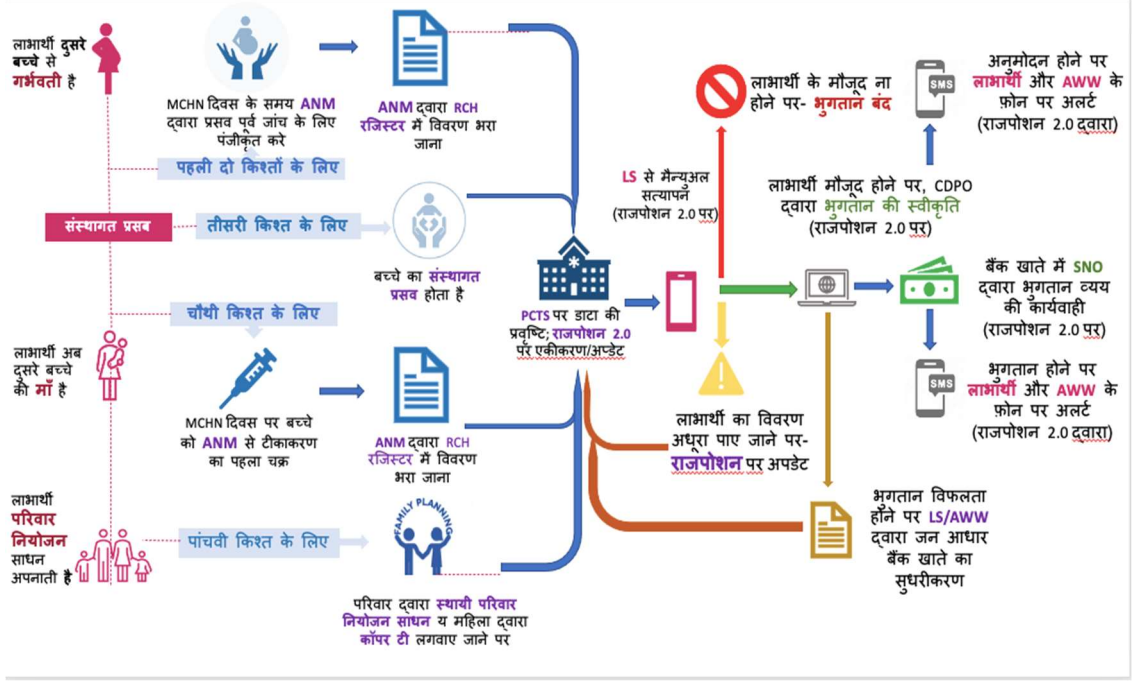 लाभार्थी दुसरे
बच्चे से
गर्भवती है
MCHN दिवस के समय ANM
द्वारा प्रसव पूर्व जांच के लिए
पंजीकृत करे
ANM द्वारा RCH
रजिस्टर में विवरण भरा
जाना
पहली दो किश्तों के लिए
संस्थागत प्रसब
तीसरी किश्त के लिए
बच्चे का संस्थागत
प्रसव होता है
चौथी किश्त के लिए
लाभार्थी अब
दुसरे बच्चे
की माँ है
MCHN दिवस पर बच्चे
को ANM से टीकाकरण
का पहला चक्र
ANM द्वारा RCH
रजिस्टर में विवरण
भरा जाना
लाभार्थी
परिवार
नियोजन
साधन
अपनाती है
पांचवी किश्त के लिए
FAMILY PLANNING
परिवार द्वारा स्थायी परिवार
नियोजन साधन य महिला द्वारा
कॉपर टी लगवाए जाने पर
PCTS पर डाटा की
प्रवृष्टि; राजपोशन 2.0
पर एकीकरण/अप्डेट
LS से मैन्युअल
सत्यापन
(राजपोशन 2.0 पर)
लाभार्थी के मौजूद ना
होने पर- भुगतान बंद
SMS
अनुमोदन होने पर
लाभार्थी और AWW के
फ़ोन पर अलर्ट
(राजपोशन 2.0 द्वारा)
लाभार्थी मौजूद होने पर, CDPO
द्वारा भुगतान की स्वीकृति
(राजपोशन 2.0 पर)
बैंक खाते में SNO
द्वारा भुगतान व्यय
की कार्यवाही
(राजपोशन 2.0 पर)
SMS
भुगतान होने पर
लाभार्थी और AWW के
फ़ोन पर अलर्ट
(राजपोशन 2.0 द्वारा)
लाभार्थी का विवरण
अधूरा पाए जाने पर-
राजपोशन पर अपडेट
भुगतान विफलता
होने पर LS/AWW
द्वारा जन आधार
बैंक खाते का
सुधरीकरण